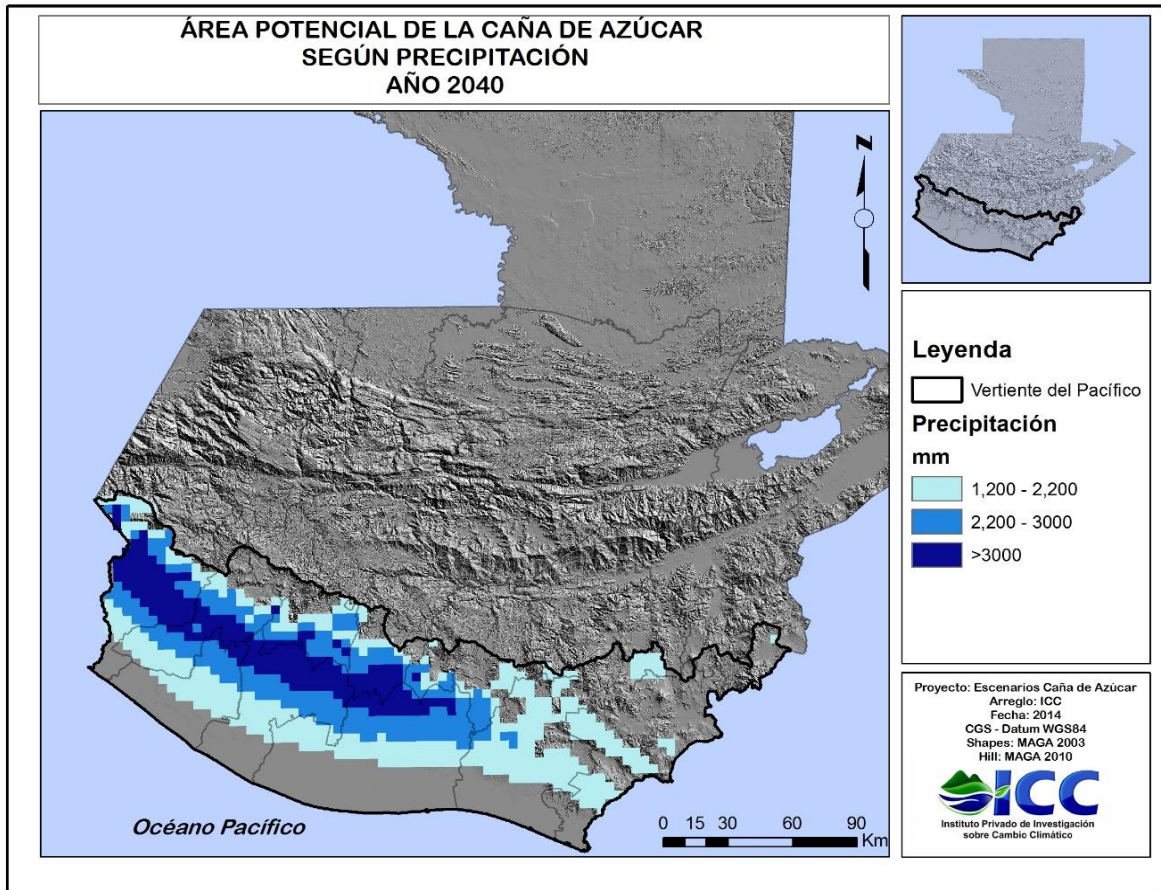 ÁREA POTENCIAL DE LA CAÑA DE AZÚCAR
SEGÚN PRECIPITACIÓN
AÑO 2040
N
Océano Pacífico
0 15 30 60 90
Km
Leyenda
Vertiente del Pacífico
Precipitación
mm
1,200 - 2,200
2,200 - 3000
>3000
Proyecto: Escenarios Caña de Azúcar
Arreglo: ICC
Fecha: 2014
CGS - Datum WGS84
Shapes: MAGA 2003
Hill: MAGA 2010
ICC
Instituto Privado de Investigación
sobre Cambio Climático